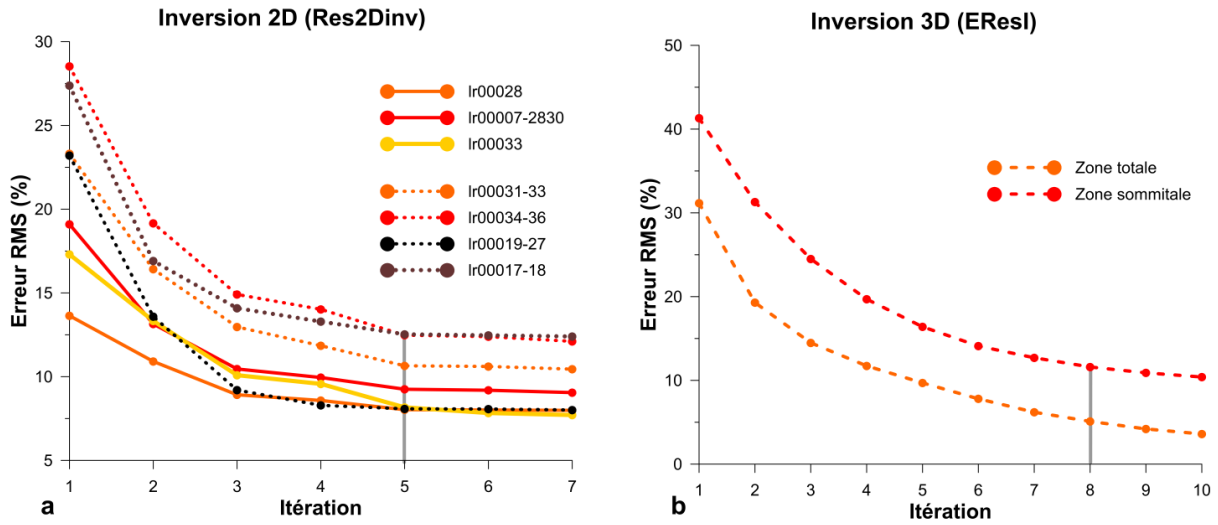 Inversion 2D (Res2Dinv)
Erreur RMS (%)
30
25
20
15
10
5
1 2 3 4 5 6 7
Itération
a
lr00028
lr00007-2830
lr00033
lr00031-33
lr00034-36
lr00019-27
lr00017-18
Inversion 3D (EResI)
Erreur RMS (%)
50
40
30
20
10
0
1 2 3 4 5 6 7 8 9 10
Itération
b
Zone totale
Zone sommitale